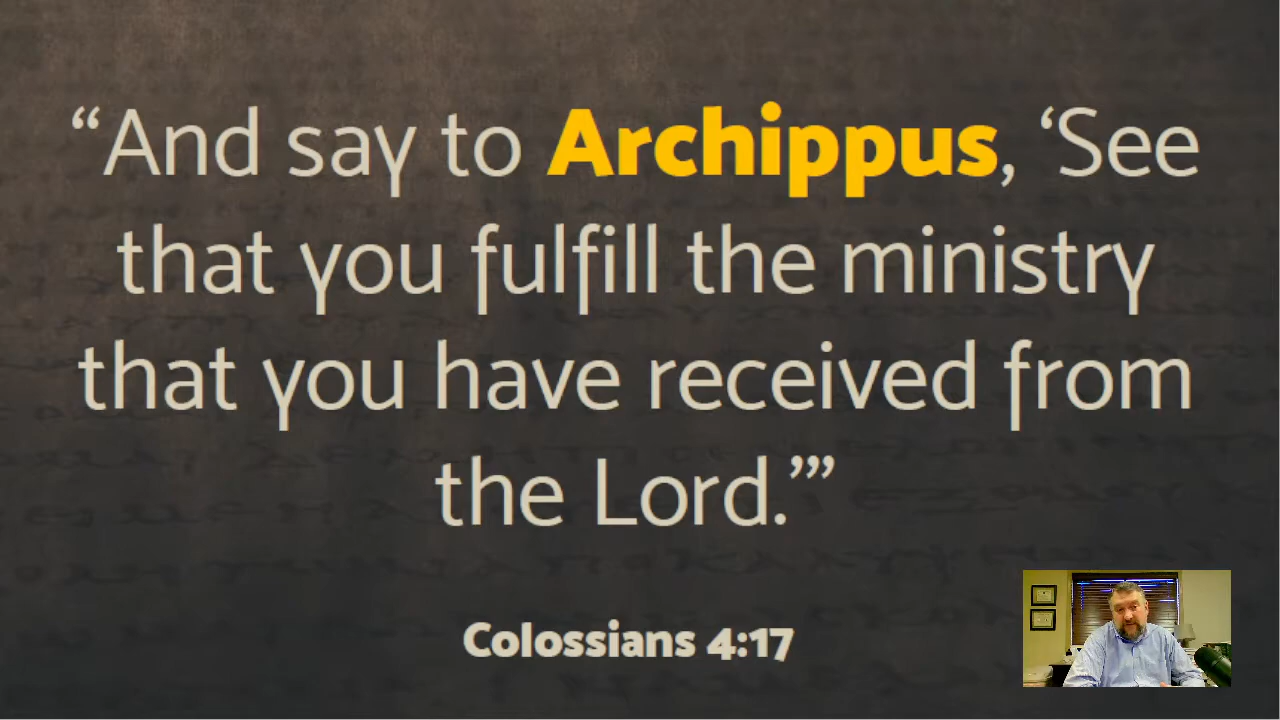 “And say to Archippus, ‘See
that you fulfill the ministry
that you have received from
the Lord.’”
Colossians 4:17